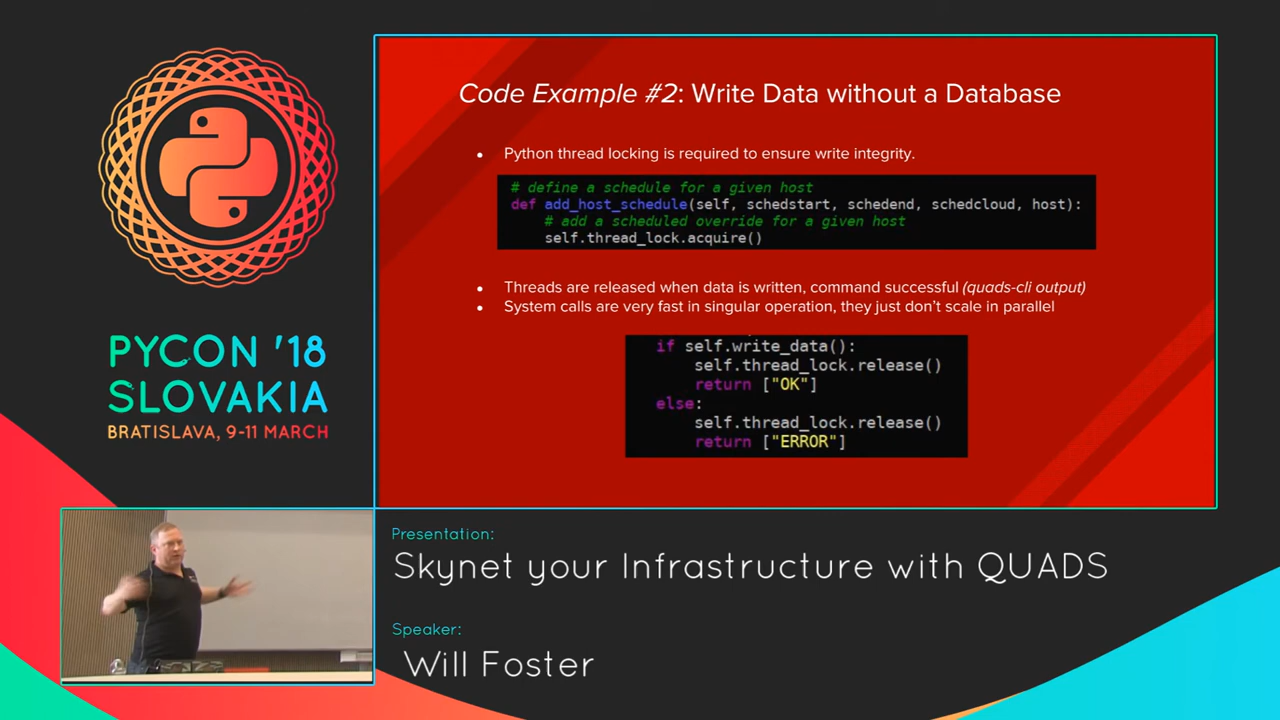 PYCON '18
SLOVAKIA
BRATISLAVA, 9-11 MARCH
Code Example #2: Write Data without a Database
• Python thread locking is required to ensure write integrity.
# define a schedule for a given host
def add_host_schedule(self, schedstart, schedend, schedcloud, host):
# add a scheduled override for a given host
self.thread_lock.acquire()
• Threads are released when data is written, command successful (quads-cli output)
• System calls are very fast in singular operation, they just don't scale in parallel
if self.write_data():
self.thread_lock.release()
return ["OK"]
else:
self.thread_lock.release()
return ["ERROR"]
Presentation:
Skynet your Infrastructure with QUADS
Speaker:
Will Foster